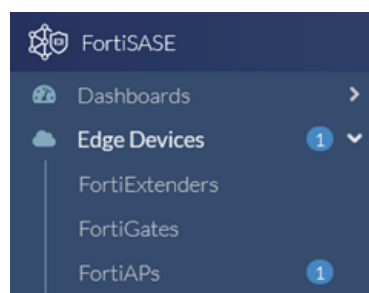 FortiSASE
Dashboards
Edge Devices 1
FortiExtenders
FortiGates
FortiAPs 1